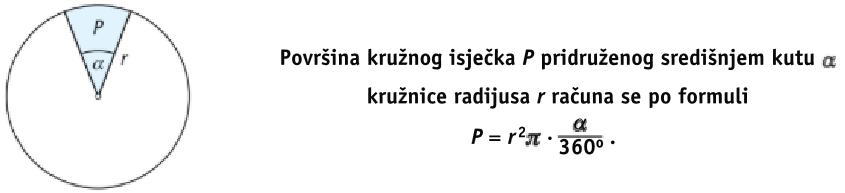 P
α
r
Površina kružnog isječka P pridruženog središnjem kutu α
kružnice radijusa r računa se po formuli
P = r²π · α/360° .